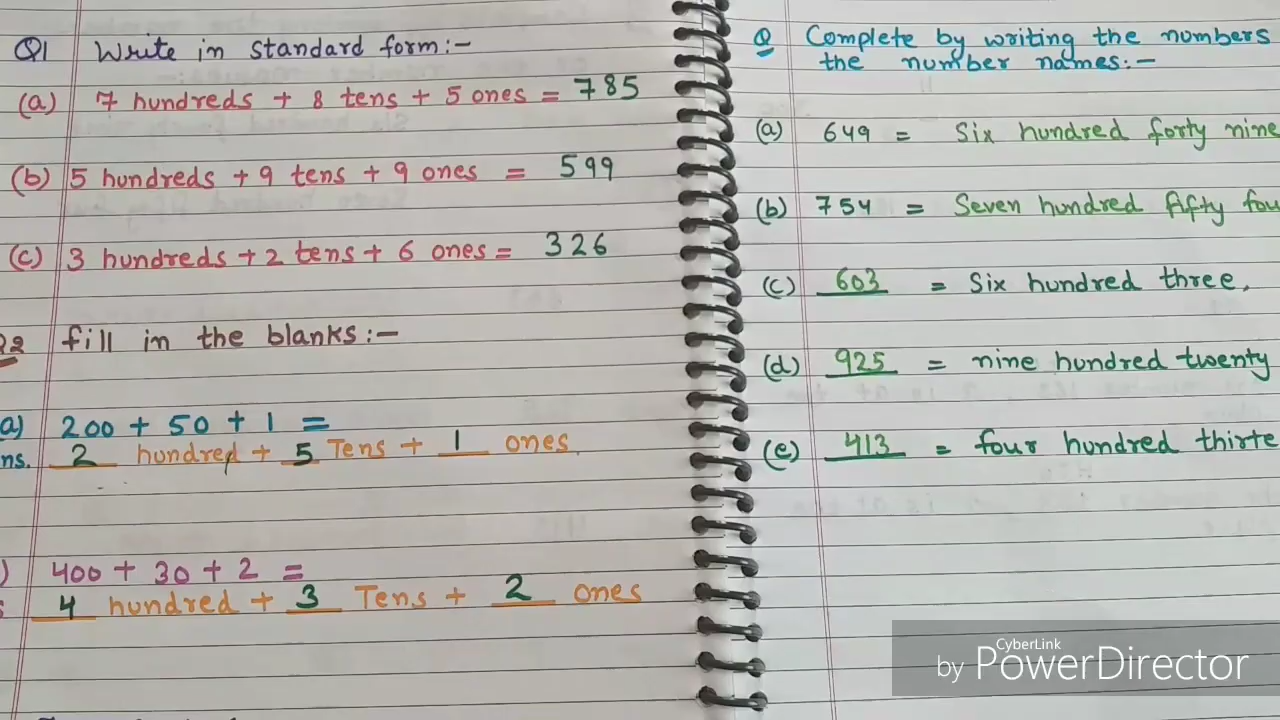 Q1 Write in standard form:-
(a) 7 hundreds + 8 tens + 5 ones = 785
(b) 5 hundreds + 9 tens + 9 ones = 599
(c) 3 hundreds + 2 tens + 6 ones = 326
Q2 fill in the blanks:-
a) 200 + 50 + 1 =
ns. 2 hundred + 5 Tens + 1 ones.
) 400 + 30 + 2 =
4 hundred + 3 Tens + 2 ones
Q Complete by writing the numbers
the number names:-
(a) 649 = Six hundred forty nine
(b) 754 = Seven hundred fifty fou
(c) 603 = Six hundred three.
(d) 925 = nine hundred twenty
(e) 413 = four hundred thirte
CyberLink
by PowerDirector